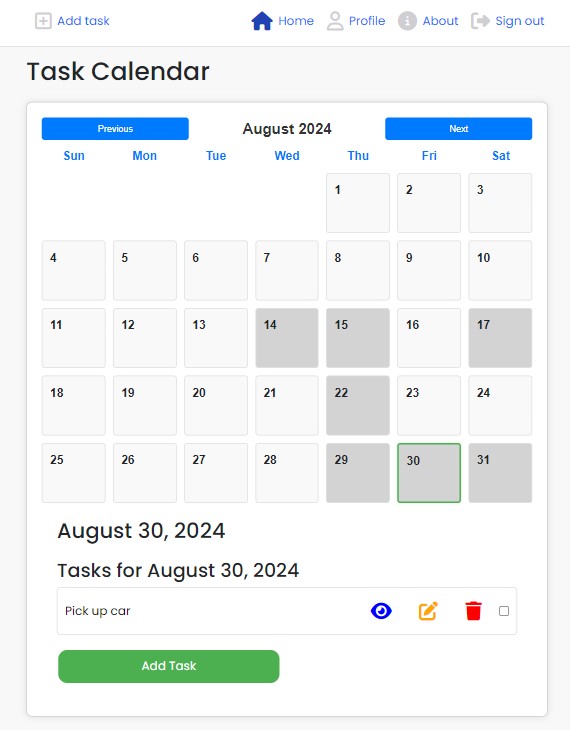 Add task Home Profile About Sign out
Task Calendar
Previous August 2024 Next
Sun Mon Tue Wed Thu Fri Sat
1 2 3
4 5 6 7 8 9 10
11 12 13 14 15 16 17
18 19 20 21 22 23 24
25 26 27 28 29 30 31
August 30, 2024
Tasks for August 30, 2024
Pick up car
Add Task